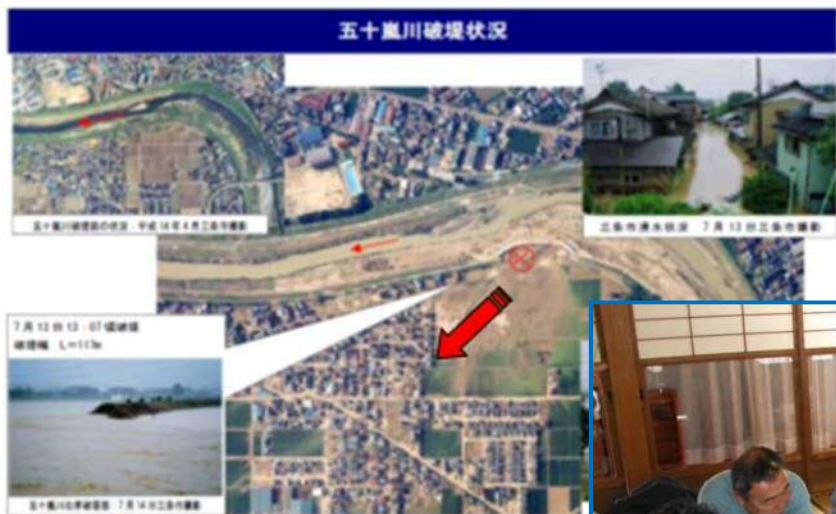 五十嵐川破堤状況
五十嵐川破堤前の状況：平成14年4月三条市撮影
三条市浸水状況 7月13日三条市撮影
7月13日13：07頃破堤
破堤幅 L=117m
五十嵐川右岸破堤部：7月14日三条市撮影